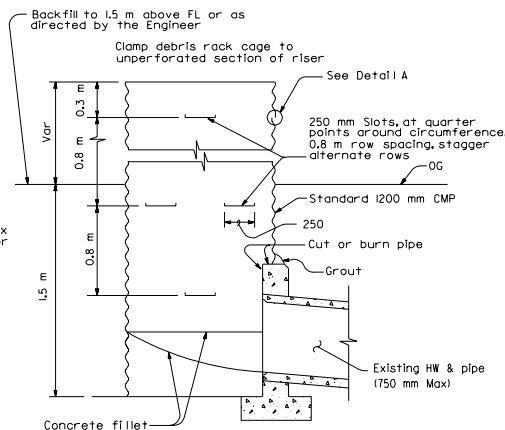 Backfill to 1.5 m above FL or as
directed by the Engineer
Clamp debris rack cage to
unperforated section of riser
See Detail A
0.3 m
Var
0.8 m
250 mm Slots, at quarter
points around circumference.
0.8 m row spacing, stagger
alternate rows
OG
Standard 1200 mm CMP
250
x
er
0.8 m
Cut or burn pipe
Grout
1.5 m
Existing HW & pipe
(750 mm Max)
Concrete fillet